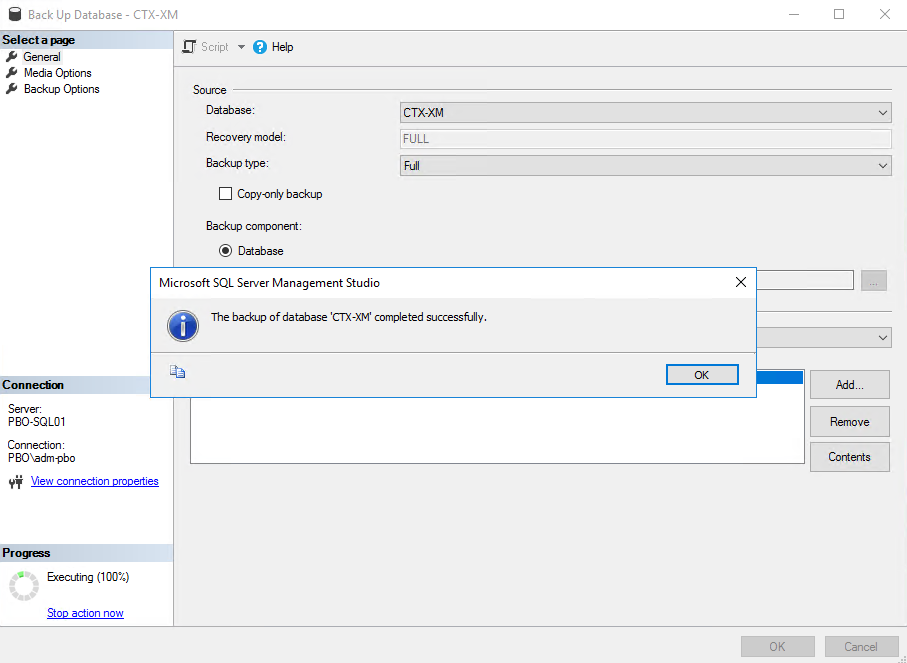 Back Up Database - CTX-XM
Select a page
General
Media Options
Backup Options
Script
Help
Source
Database:
CTX-XM
Recovery model:
FULL
Backup type:
Full
Copy-only backup
Backup component:
Database
...
Microsoft SQL Server Management Studio
The backup of database 'CTX-XM' completed successfully.
OK
Add...
Remove
Contents
Connection
Server:
PBO-SQL01
Connection:
PBO\adm-pbo
View connection properties
Progress
Executing (100%)
Stop action now
OK
Cancel